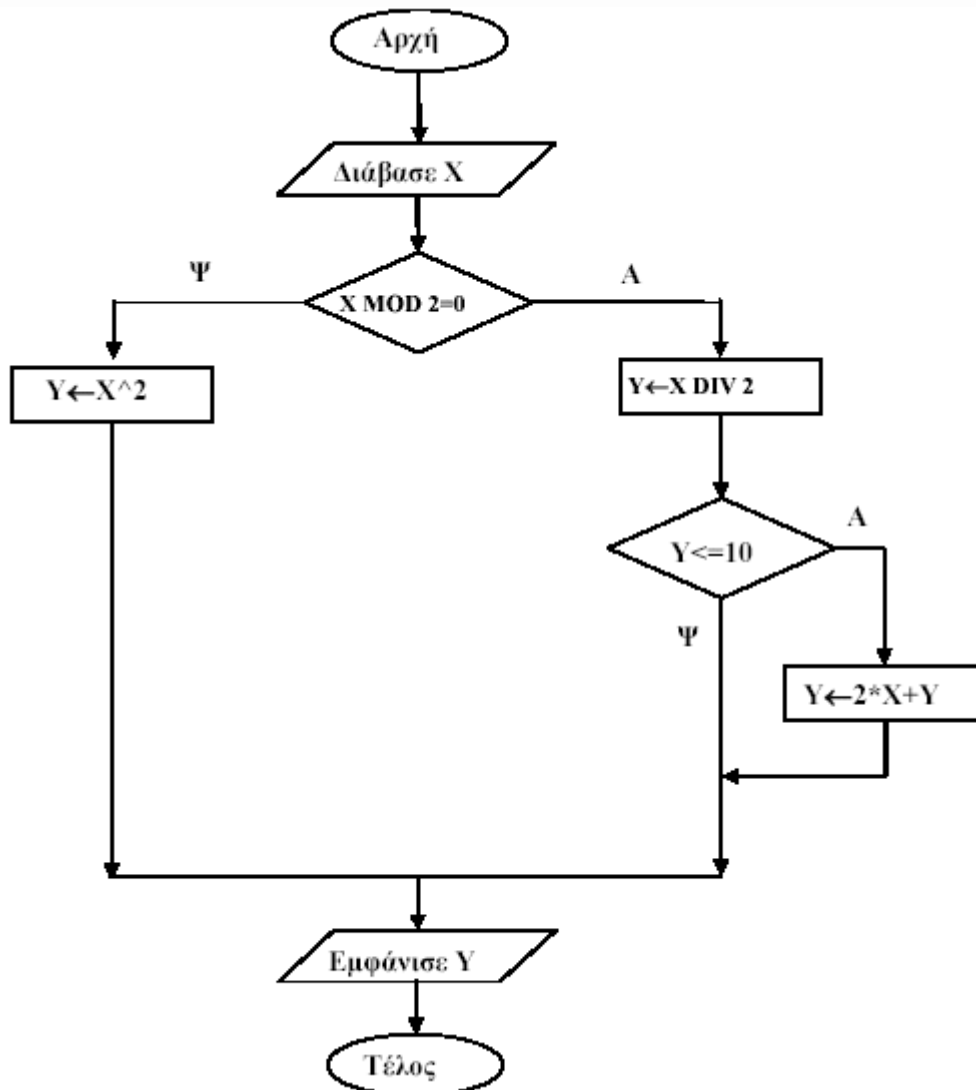 Αρχή
Διάβασε Χ
Ψ
Α
X MOD 2=0
Υ←Χ^2
Υ←Χ DIV 2
Α
Υ<=10
Ψ
Υ←2*Χ+Υ
Εμφάνισε Υ
Τέλος